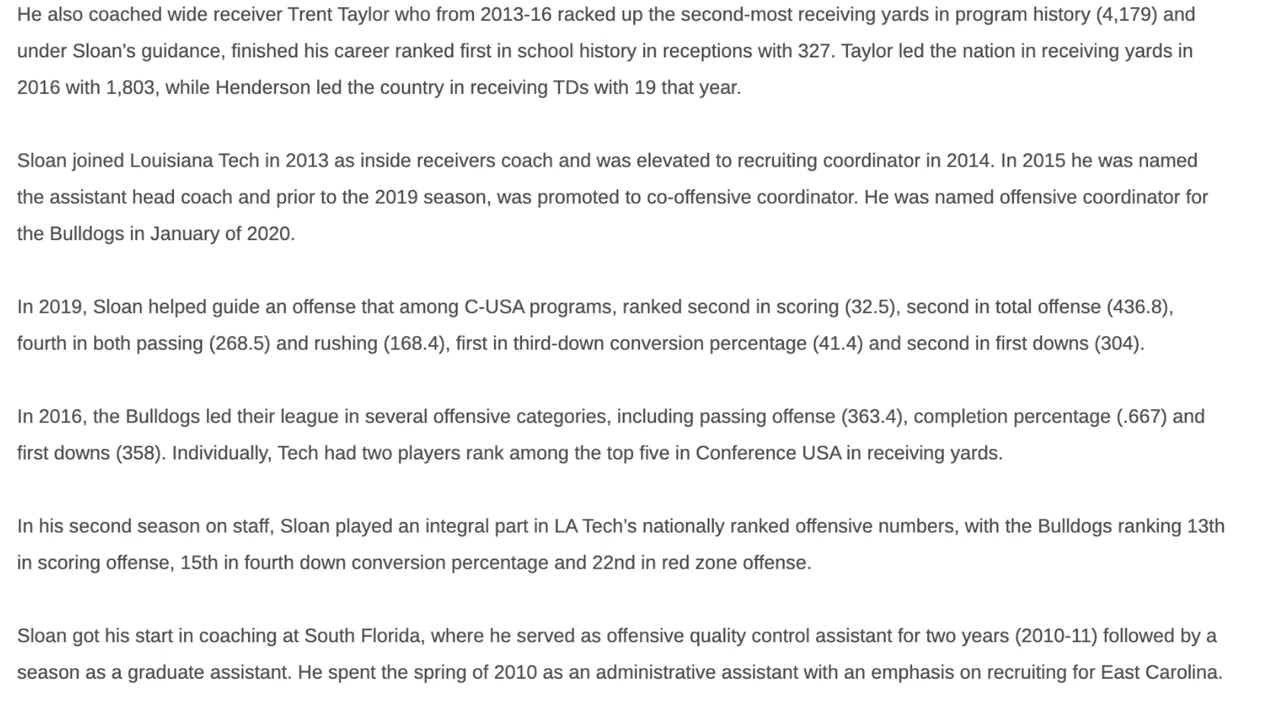 He also coached wide receiver Trent Taylor who from 2013-16 racked up the second-most receiving yards in program history (4,179) and
under Sloan’s guidance, finished his career ranked first in school history in receptions with 327. Taylor led the nation in receiving yards in
2016 with 1,803, while Henderson led the country in receiving TDs with 19 that year.
Sloan joined Louisiana Tech in 2013 as inside receivers coach and was elevated to recruiting coordinator in 2014. In 2015 he was named
the assistant head coach and prior to the 2019 season, was promoted to co-offensive coordinator. He was named offensive coordinator for
the Bulldogs in January of 2020.
In 2019, Sloan helped guide an offense that among C-USA programs, ranked second in scoring (32.5), second in total offense (436.8),
fourth in both passing (268.5) and rushing (168.4), first in third-down conversion percentage (41.4) and second in first downs (304).
In 2016, the Bulldogs led their league in several offensive categories, including passing offense (363.4), completion percentage (.667) and
first downs (358). Individually, Tech had two players rank among the top five in Conference USA in receiving yards.
In his second season on staff, Sloan played an integral part in LA Tech’s nationally ranked offensive numbers, with the Bulldogs ranking 13th
in scoring offense, 15th in fourth down conversion percentage and 22nd in red zone offense.
Sloan got his start in coaching at South Florida, where he served as offensive quality control assistant for two years (2010-11) followed by a
season as a graduate assistant. He spent the spring of 2010 as an administrative assistant with an emphasis on recruiting for East Carolina.